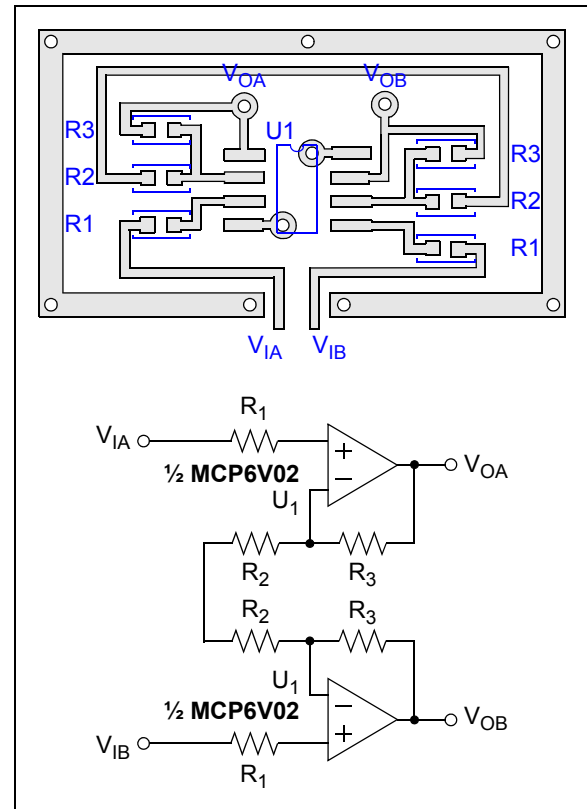 VOA VOB
U1
R3 R3
R2 R2
R1 R1
VIA VIB
R1
VIA VOA
½ MCP6V02
U1
R2 R3
R2 R3
U1
½ MCP6V02
VOB
VIB
R1